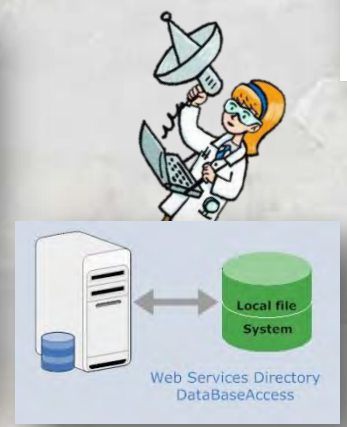 Local file
System
Web Services Directory
DataBaseAccess